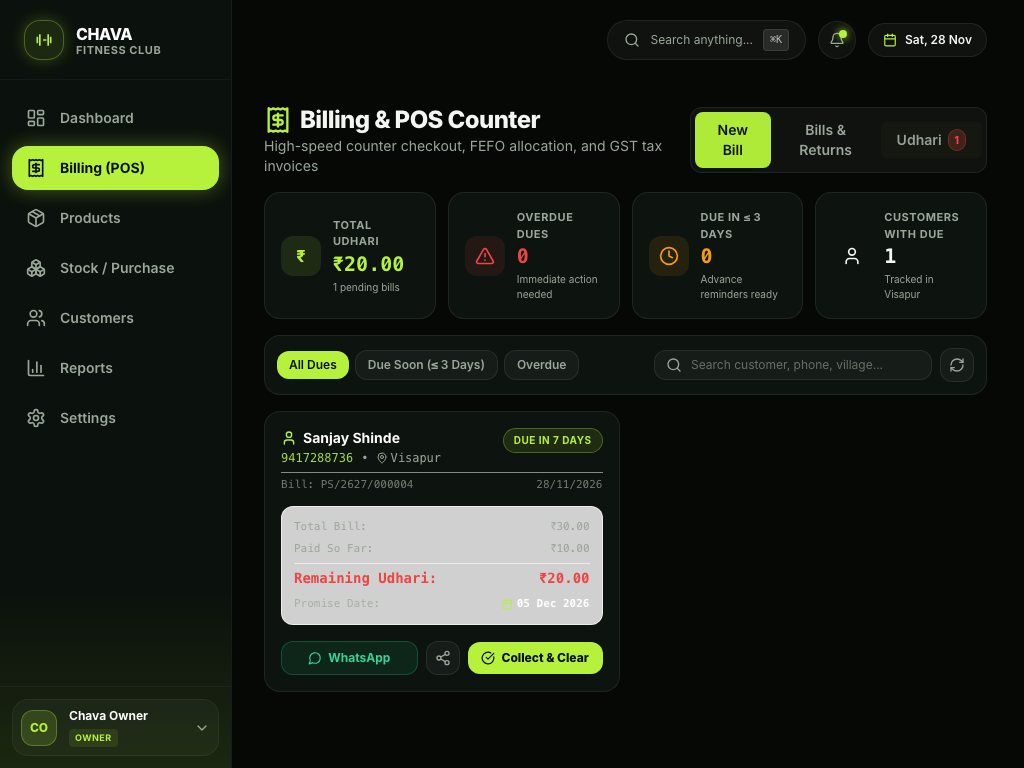 CHAVA
FITNESS CLUB
Search anything...
⌘K
Sat, 28 Nov
Dashboard
Billing (POS)
Products
Stock / Purchase
Customers
Reports
Settings
Billing & POS Counter
High-speed counter checkout, FEFO allocation, and GST tax
invoices
New
Bill
Bills &
Returns
Udhari
1
₹
TOTAL
UDHARI
₹20.00
1 pending bills
OVERDUE
DUES
0
Immediate action
needed
DUE IN ≤ 3
DAYS
0
Advance
reminders ready
CUSTOMERS
WITH DUE
1
Tracked in
Visapur
All Dues
Due Soon (≤ 3 Days)
Overdue
Search customer, phone, village...
Sanjay Shinde
DUE IN 7 DAYS
9417288736 • Visapur
Bill: PS/2627/000004
28/11/2026
Total Bill:
₹30.00
Paid So Far:
₹10.00
Remaining Udhari:
₹20.00
Promise Date:
05 Dec 2026
WhatsApp
Collect & Clear
CO
Chava Owner
OWNER